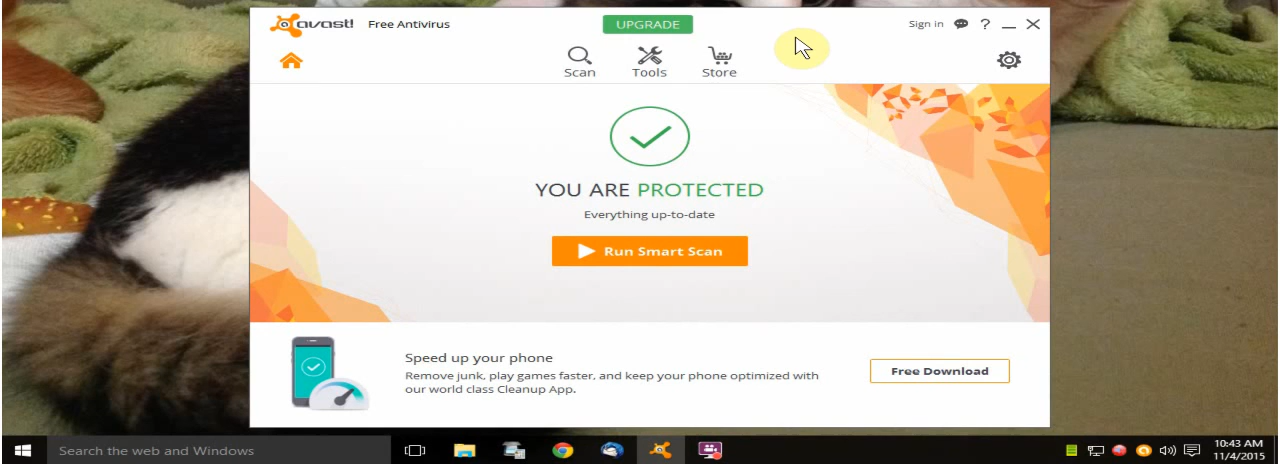 avast! Free Antivirus UPGRADE Sign in ?
Scan Tools Store
YOU ARE PROTECTED
Everything up-to-date
Run Smart Scan
Speed up your phone
Remove junk, play games faster, and keep your phone optimized with
our world class Cleanup App.
Free Download
Search the web and Windows
10:43 AM
11/4/2015